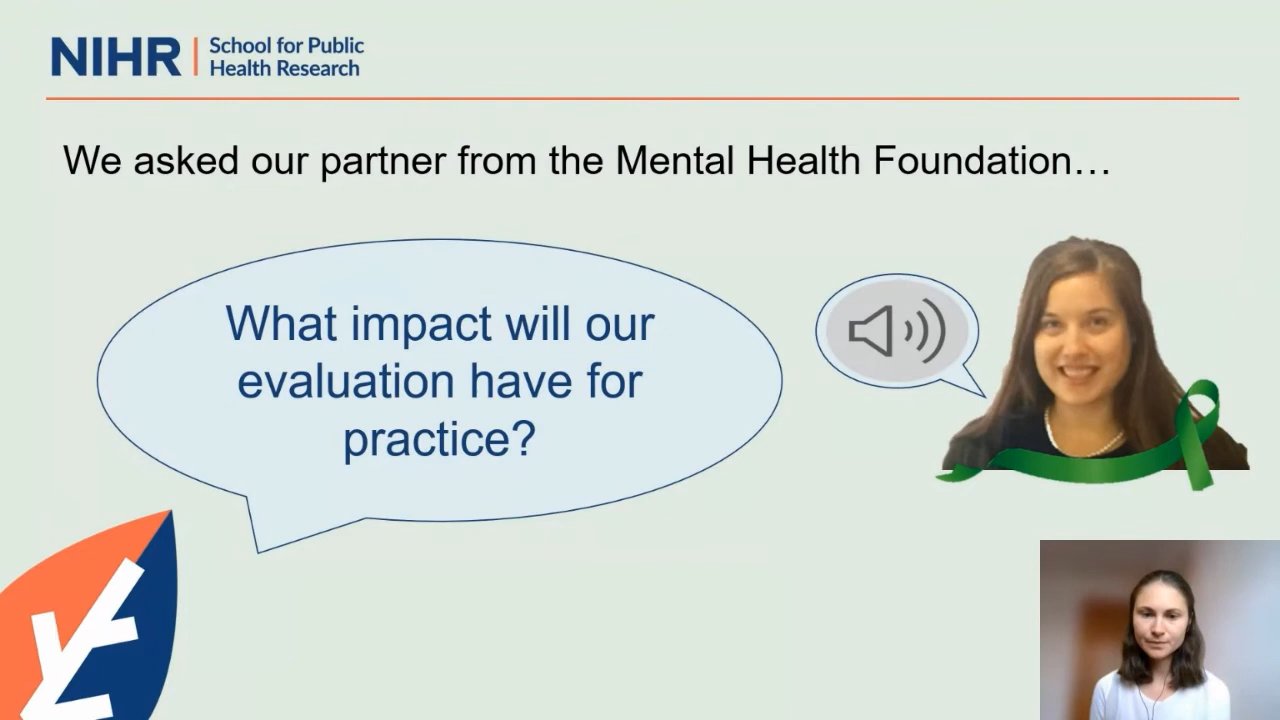 NIHR | School for Public
Health Research
We asked our partner from the Mental Health Foundation…
What impact will our
evaluation have for
practice?